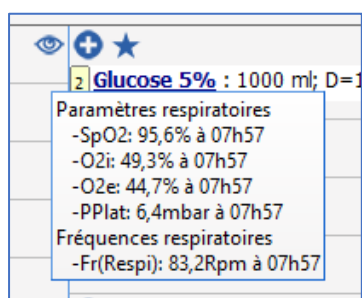 2 Glucose 5% : 1000 ml; D=1
Paramètres respiratoires
-SpO2: 95,6% à 07h57
-O2i: 49,3% à 07h57
-O2e: 44,7% à 07h57
-PPlat: 6,4mbar à 07h57
Fréquences respiratoires
-Fr(Respi): 83,2Rpm à 07h57